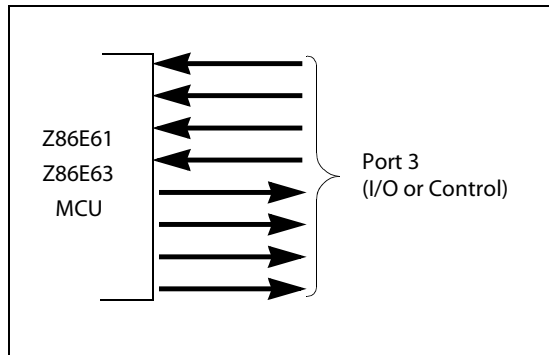 Z86E61
Z86E63
MCU
Port 3
(I/O or Control)